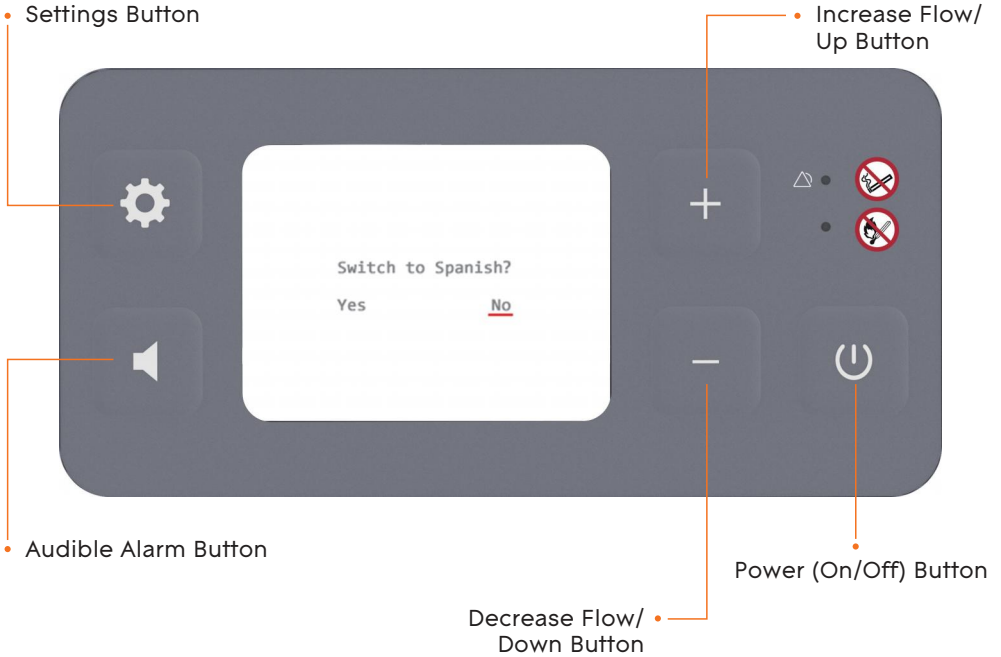 Settings Button
Increase Flow/
Up Button
Switch to Spanish?
Yes No
Audible Alarm Button
Power (On/Off) Button
Decrease Flow/
Down Button